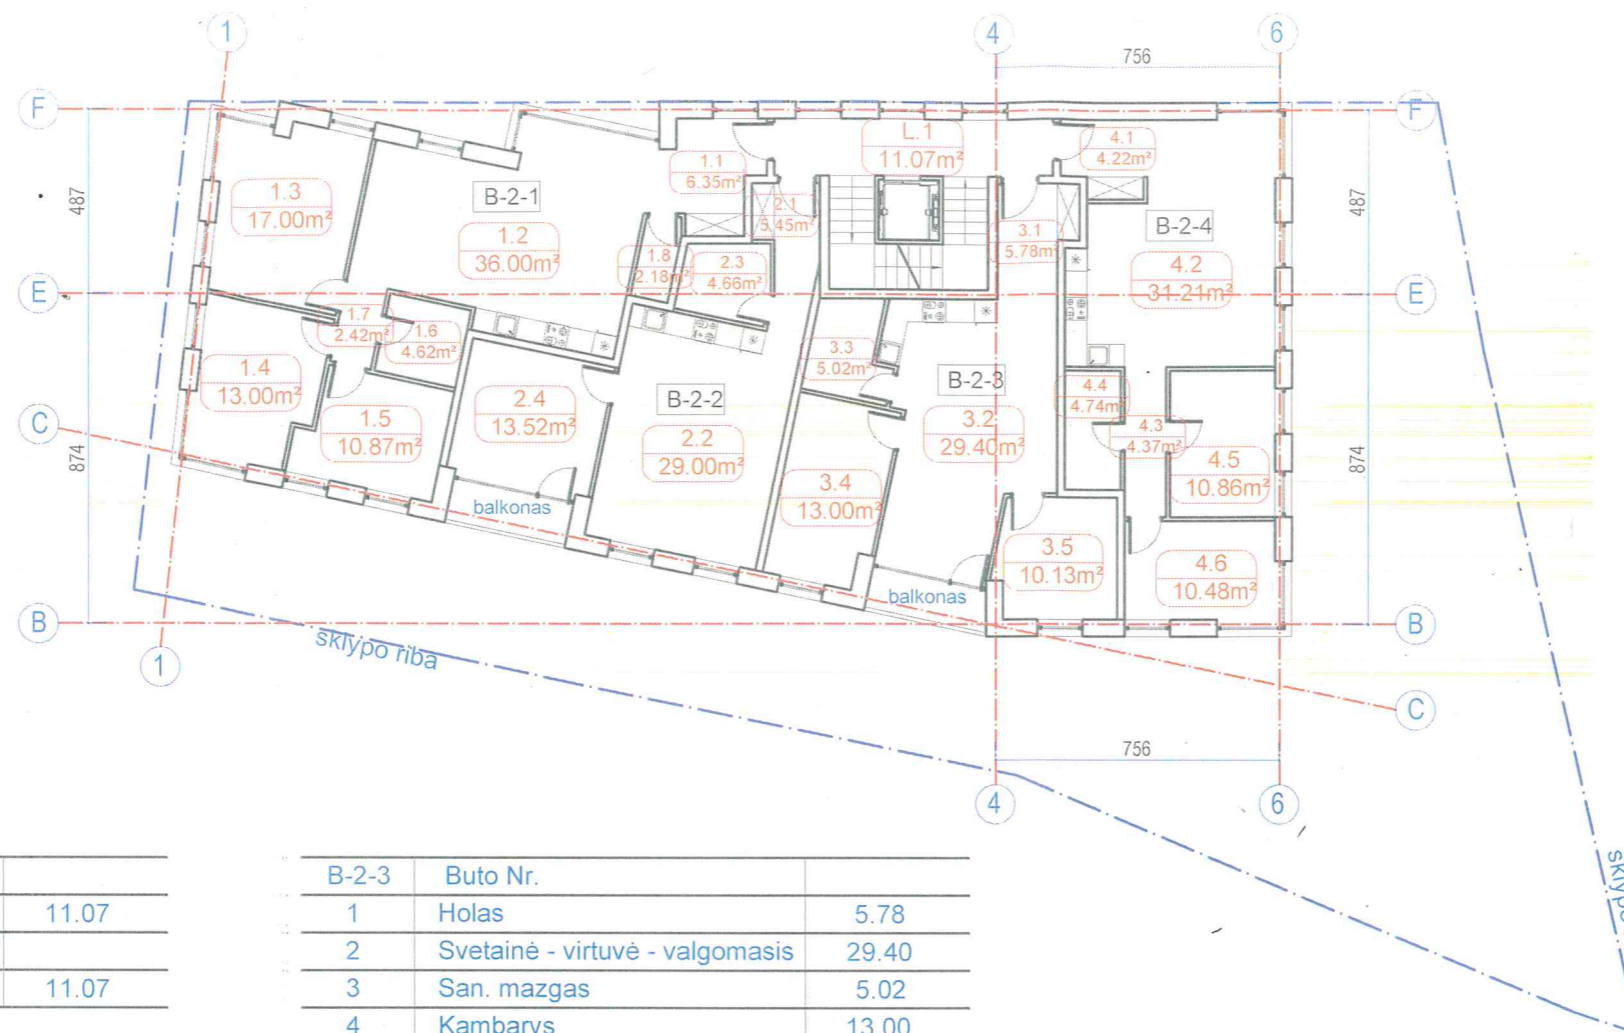 1
4
6
756
F
F
L.1
11.07m²
4.1
4.22m²
1.1
6.35m²
487
487
1.3
17.00m²
B-2-1
2.1
5.45m²
B-2-4
1.2
36.00m²
3.1
5.78m²
1.8
2.18m²
2.3
4.66m²
4.2
31.21m²
E
E
1.7
2.42m²
1.6
4.62m²
3.3
5.02m²
1.4
13.00m²
B-2-3
B-2-2
4.4
4.74m²
2.4
13.52m²
C
1.5
10.87m²
3.2
29.40m²
2.2
29.00m²
4.3
4.37m²
874
874
4.5
10.86m²
3.4
13.00m²
balkonas
3.5
10.13m²
4.6
10.48m²
balkonas
B
B
sklypo riba
1
C
756
4
6
sklypo
B-2-3 Buto Nr.
11.07
1 Holas 5.78
2 Svetainė - virtuvė - valgomasis 29.40
11.07
3 San. mazgas 5.02
4 Kambarys 13.00